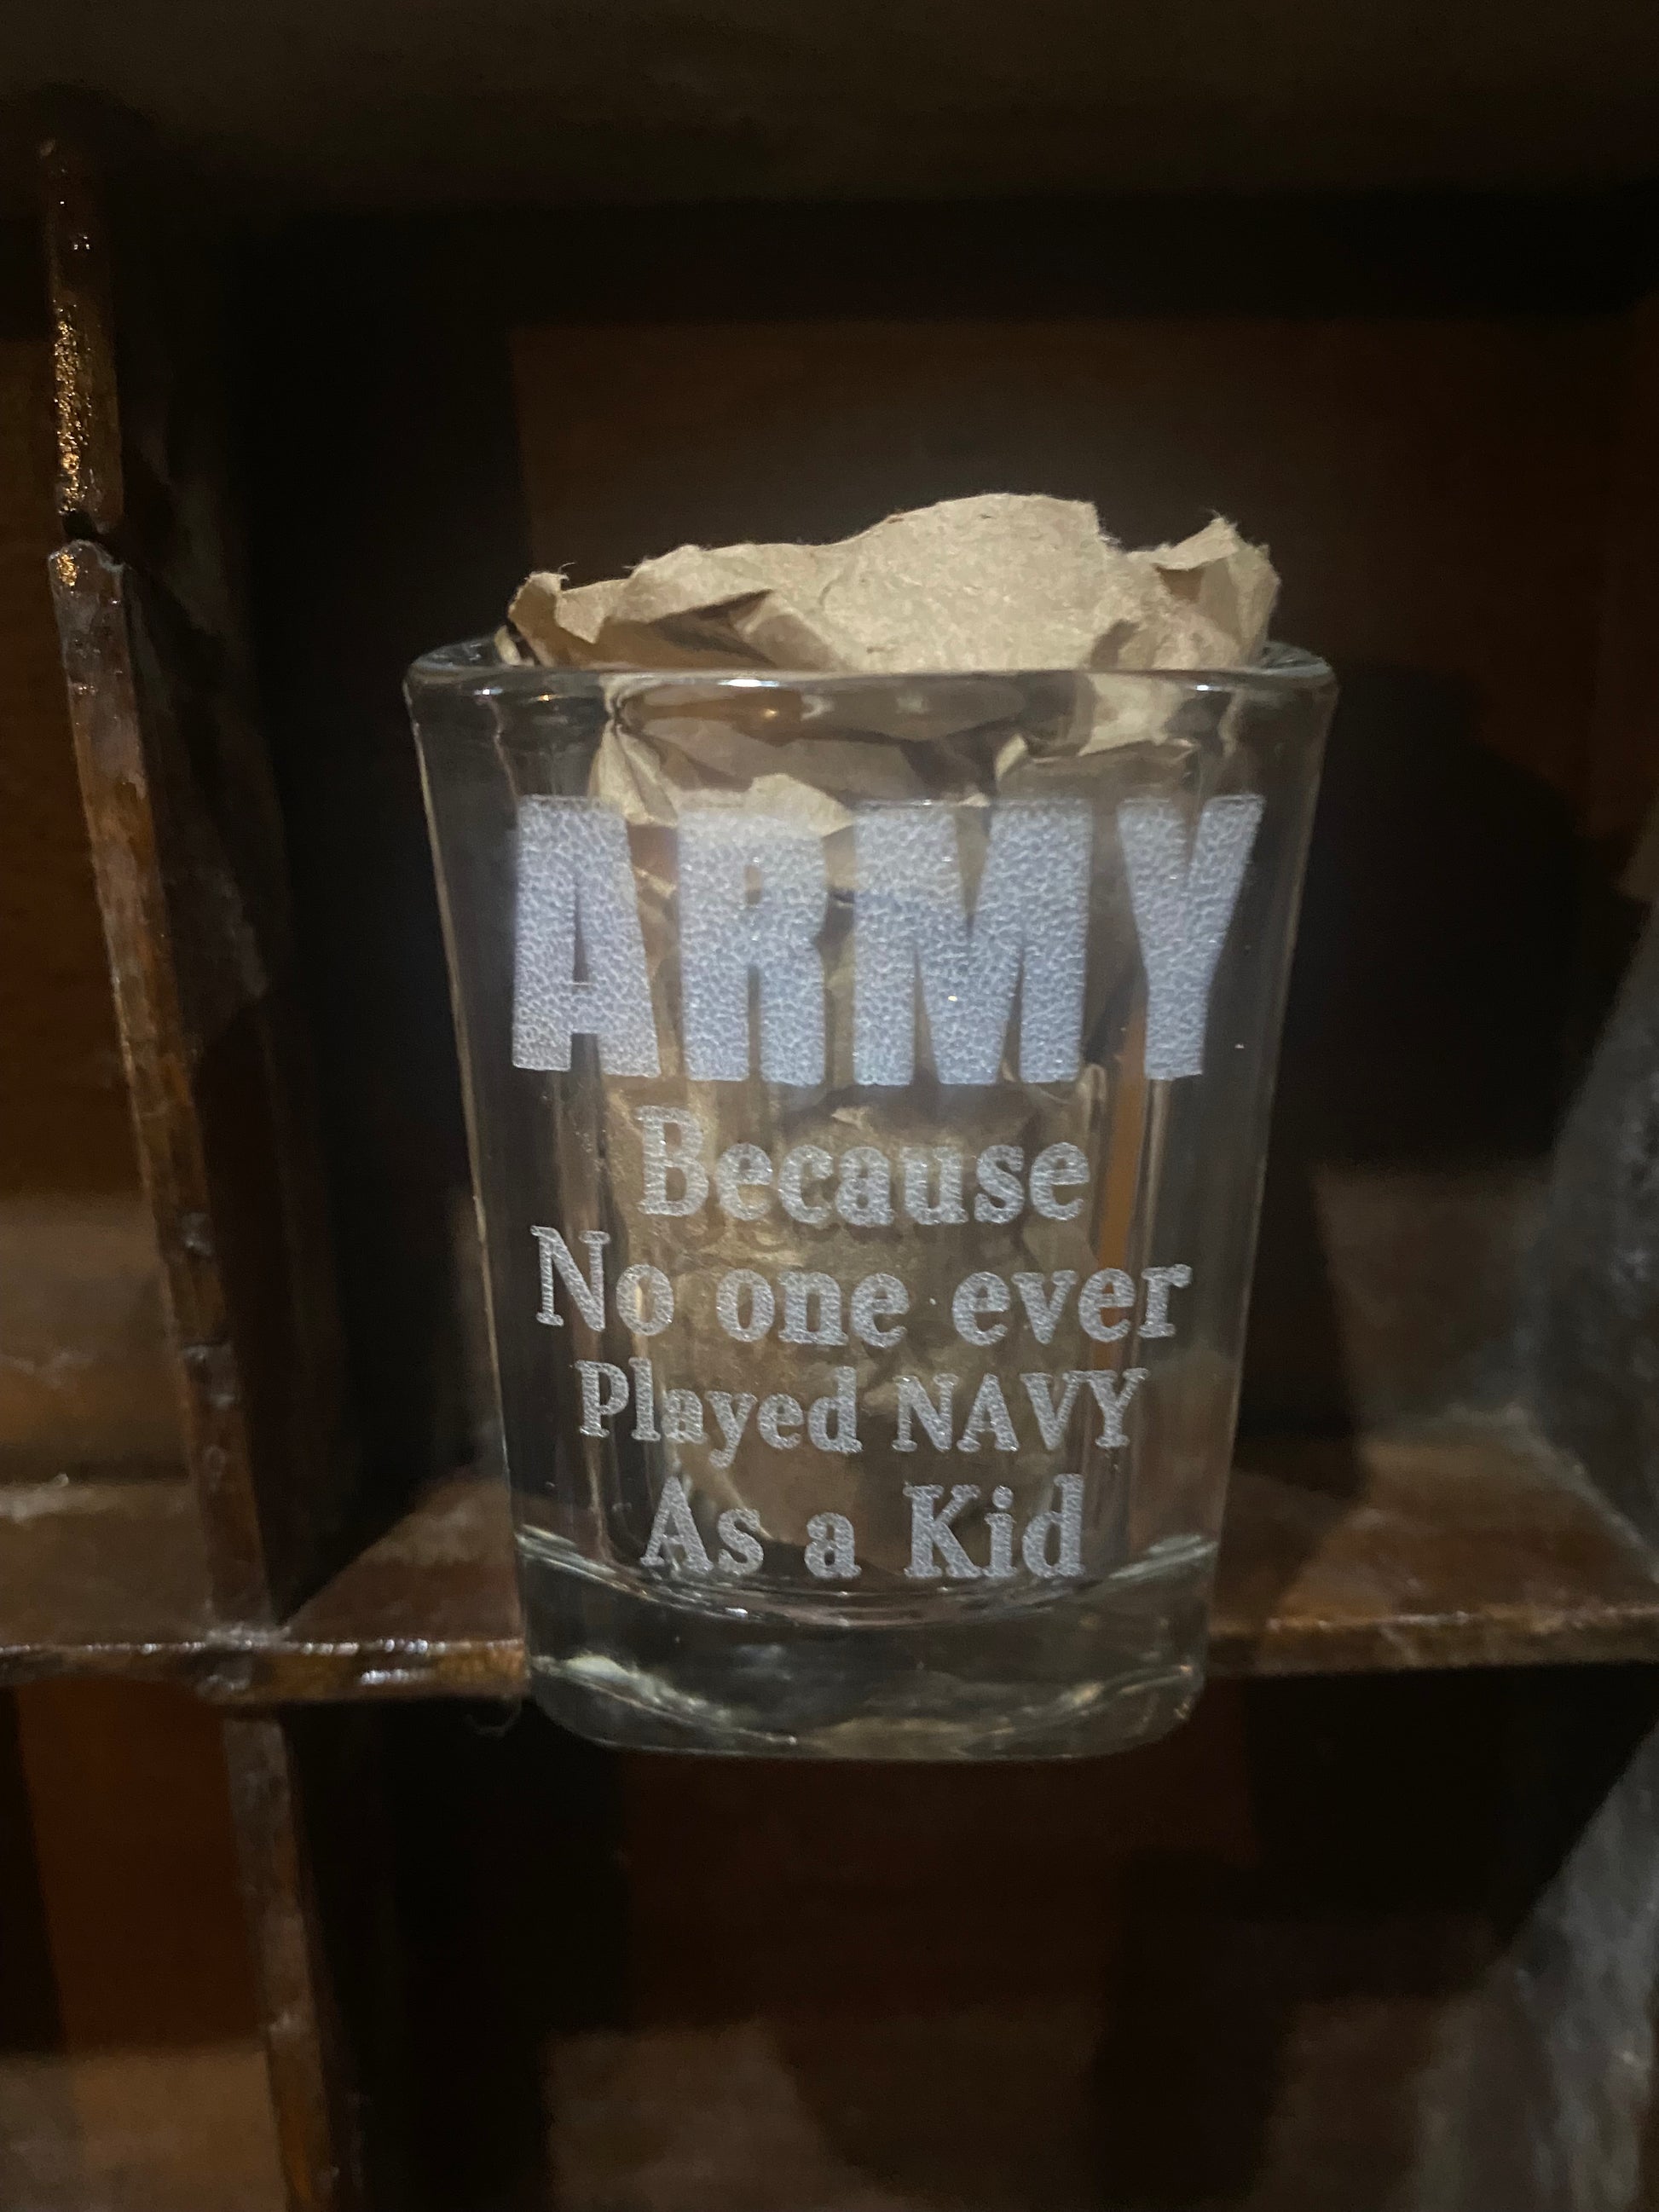 ARMY
Because
No one ever
Played NAVY
As a Kid